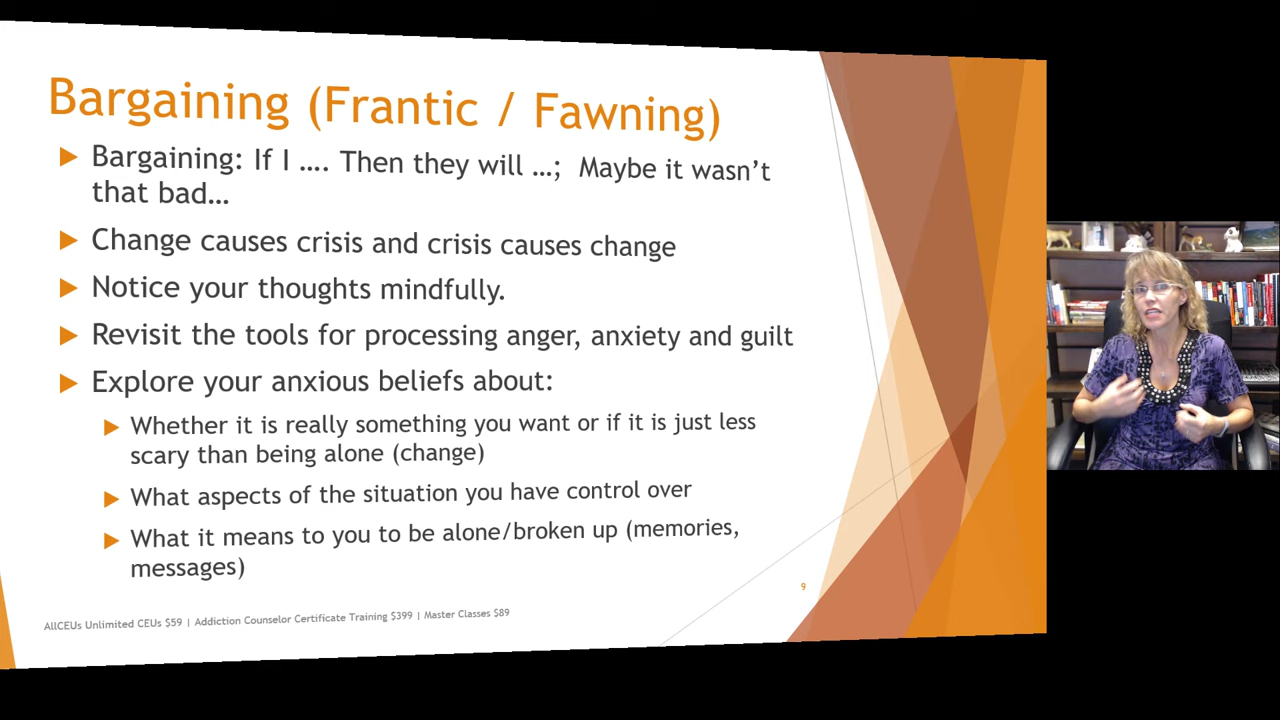 Bargaining (Frantic / Fawning)
Bargaining: If I …. Then they will …; Maybe it wasn’t
that bad…
Change causes crisis and crisis causes change
Notice your thoughts mindfully.
Revisit the tools for processing anger, anxiety and guilt
Explore your anxious beliefs about:
Whether it is really something you want or if it is just less
scary than being alone (change)
What aspects of the situation you have control over
What it means to you to be alone/broken up (memories,
messages)
9
AllCEUs Unlimited CEUs $59 | Addiction Counselor Certificate Training $399 | Master Classes $89